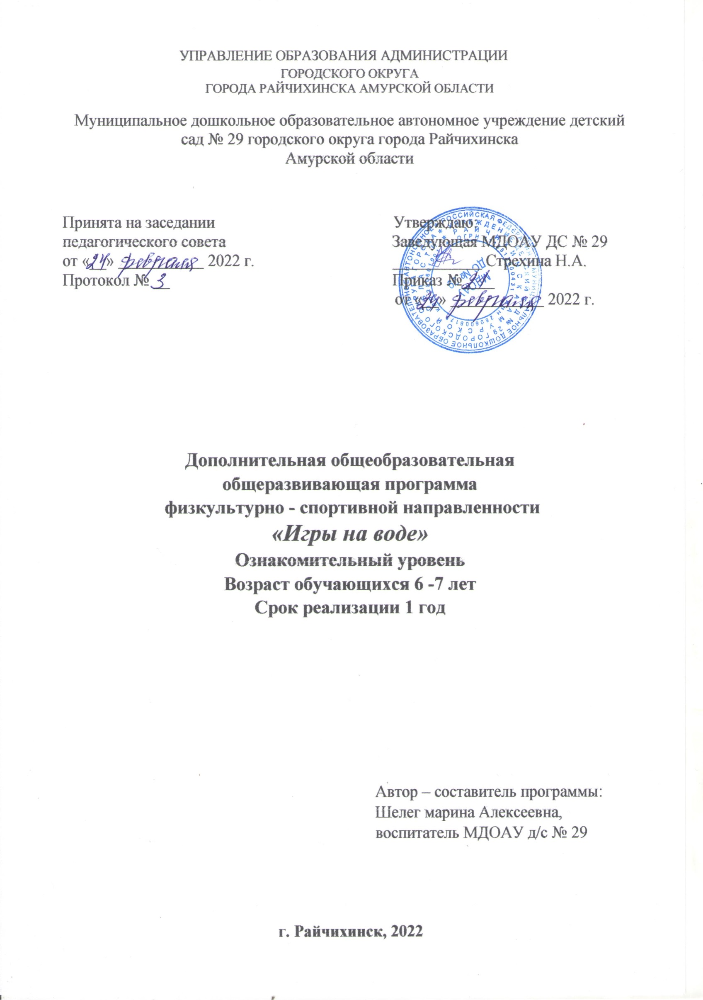 УПРАВЛЕНИЕ ОБРАЗОВАНИЯ АДМИНИСТРАЦИИ
ГОРОДСКОГО ОКРУГА
ГОРОДА РАЙЧИХИНСКА АМУРСКОЙ ОБЛАСТИ
Муниципальное дошкольное образовательное автономное учреждение детский
сад № 29 городского округа города Райчихинска
Амурской области
Принята на заседании
педагогического совета
от «24» февраля 2022 г.
Протокол № 3
Утверждаю:
Заведующая МДОАУ ДС № 29
Стрехина Н.А.
Приказ №
от «24» февраля 2022 г.
МДОАУ
ДС № 29
Дополнительная общеобразовательная
общеразвивающая программа
физкультурно - спортивной направленности
«Игры на воде»
Ознакомительный уровень
Возраст обучающихся 6 -7 лет
Срок реализации 1 год
Автор – составитель программы:
Шелег марина Алексеевна,
воспитатель МДОАУ д/с № 29
г. Райчихинск, 2022